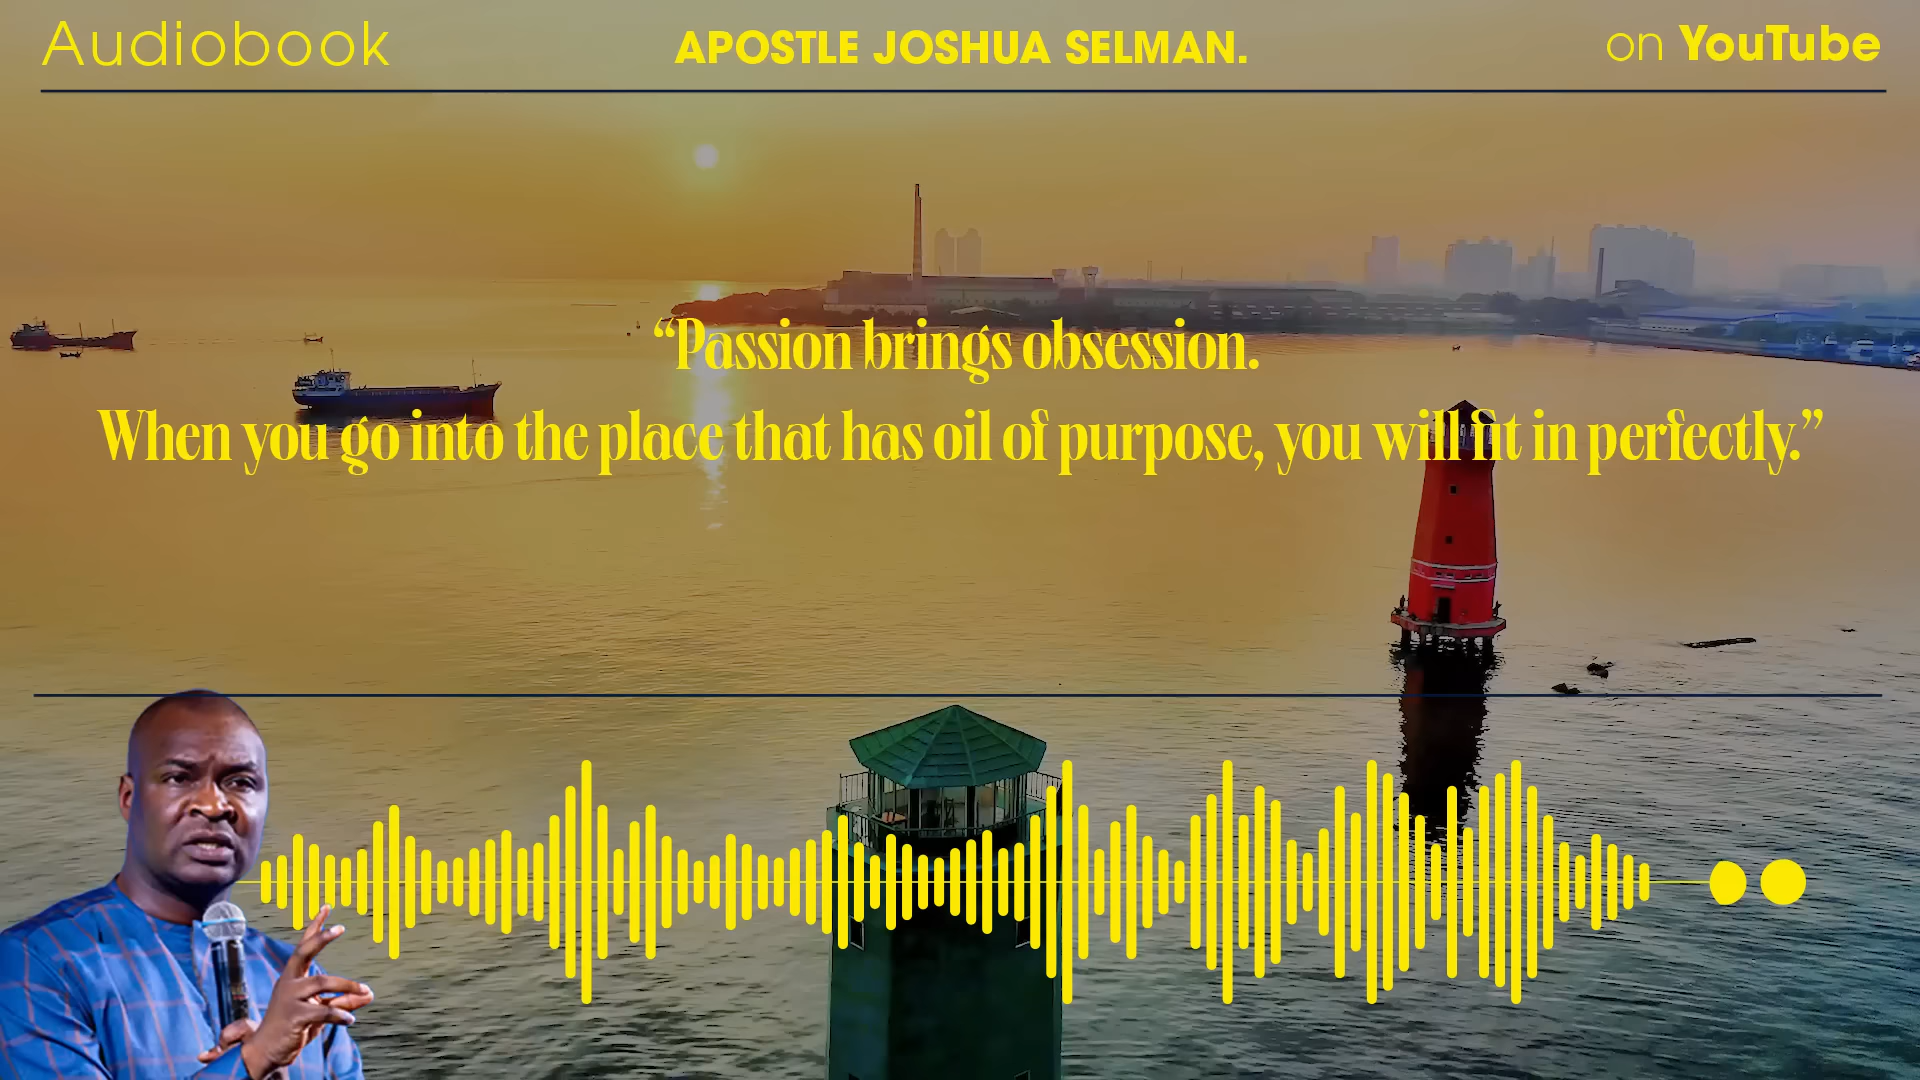 Audiobook
APOSTLE JOSHUA SELMAN.
on YouTube
“Passion brings obsession.
When you go into the place that has oil of purpose, you will fit in perfectly.”